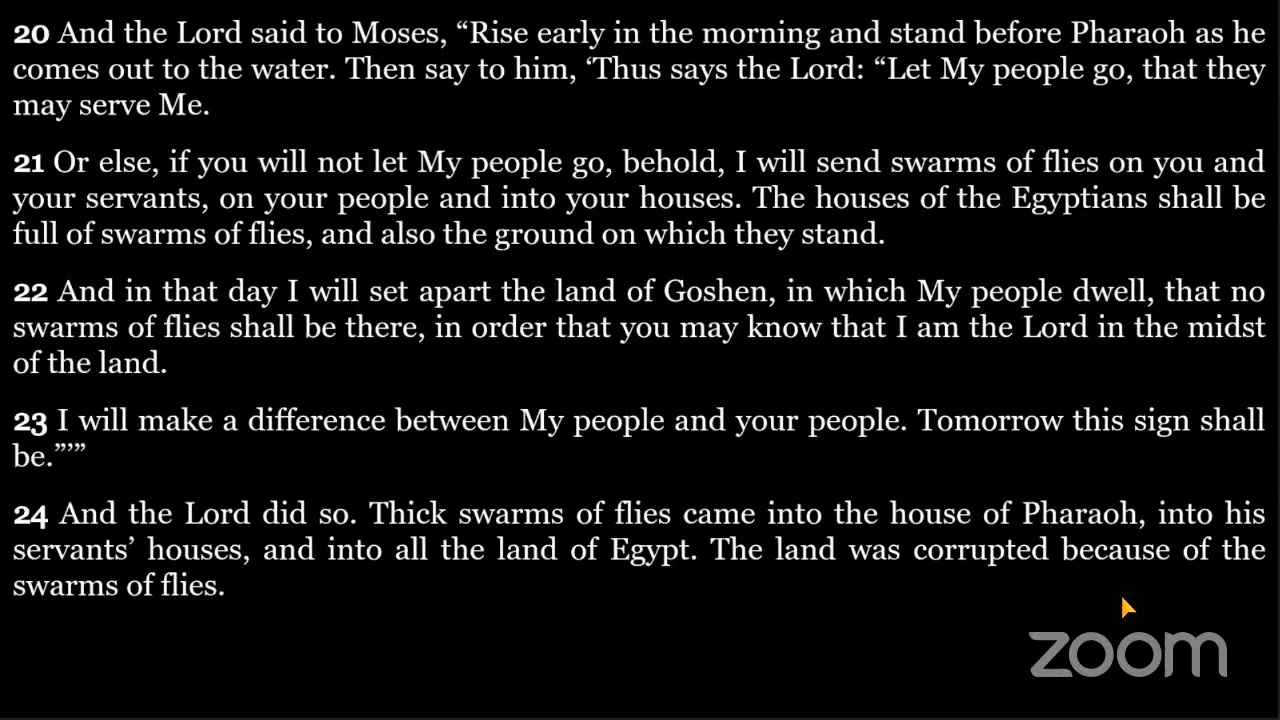 20 And the Lord said to Moses, “Rise early in the morning and stand before Pharaoh as he
comes out to the water. Then say to him, ‘Thus says the Lord: “Let My people go, that they
may serve Me.
21 Or else, if you will not let My people go, behold, I will send swarms of flies on you and
your servants, on your people and into your houses. The houses of the Egyptians shall be
full of swarms of flies, and also the ground on which they stand.
22 And in that day I will set apart the land of Goshen, in which My people dwell, that no
swarms of flies shall be there, in order that you may know that I am the Lord in the midst
of the land.
23 I will make a difference between My people and your people. Tomorrow this sign shall
be.”’”
24 And the Lord did so. Thick swarms of flies came into the house of Pharaoh, into his
servants’ houses, and into all the land of Egypt. The land was corrupted because of the
swarms of flies.
zoom